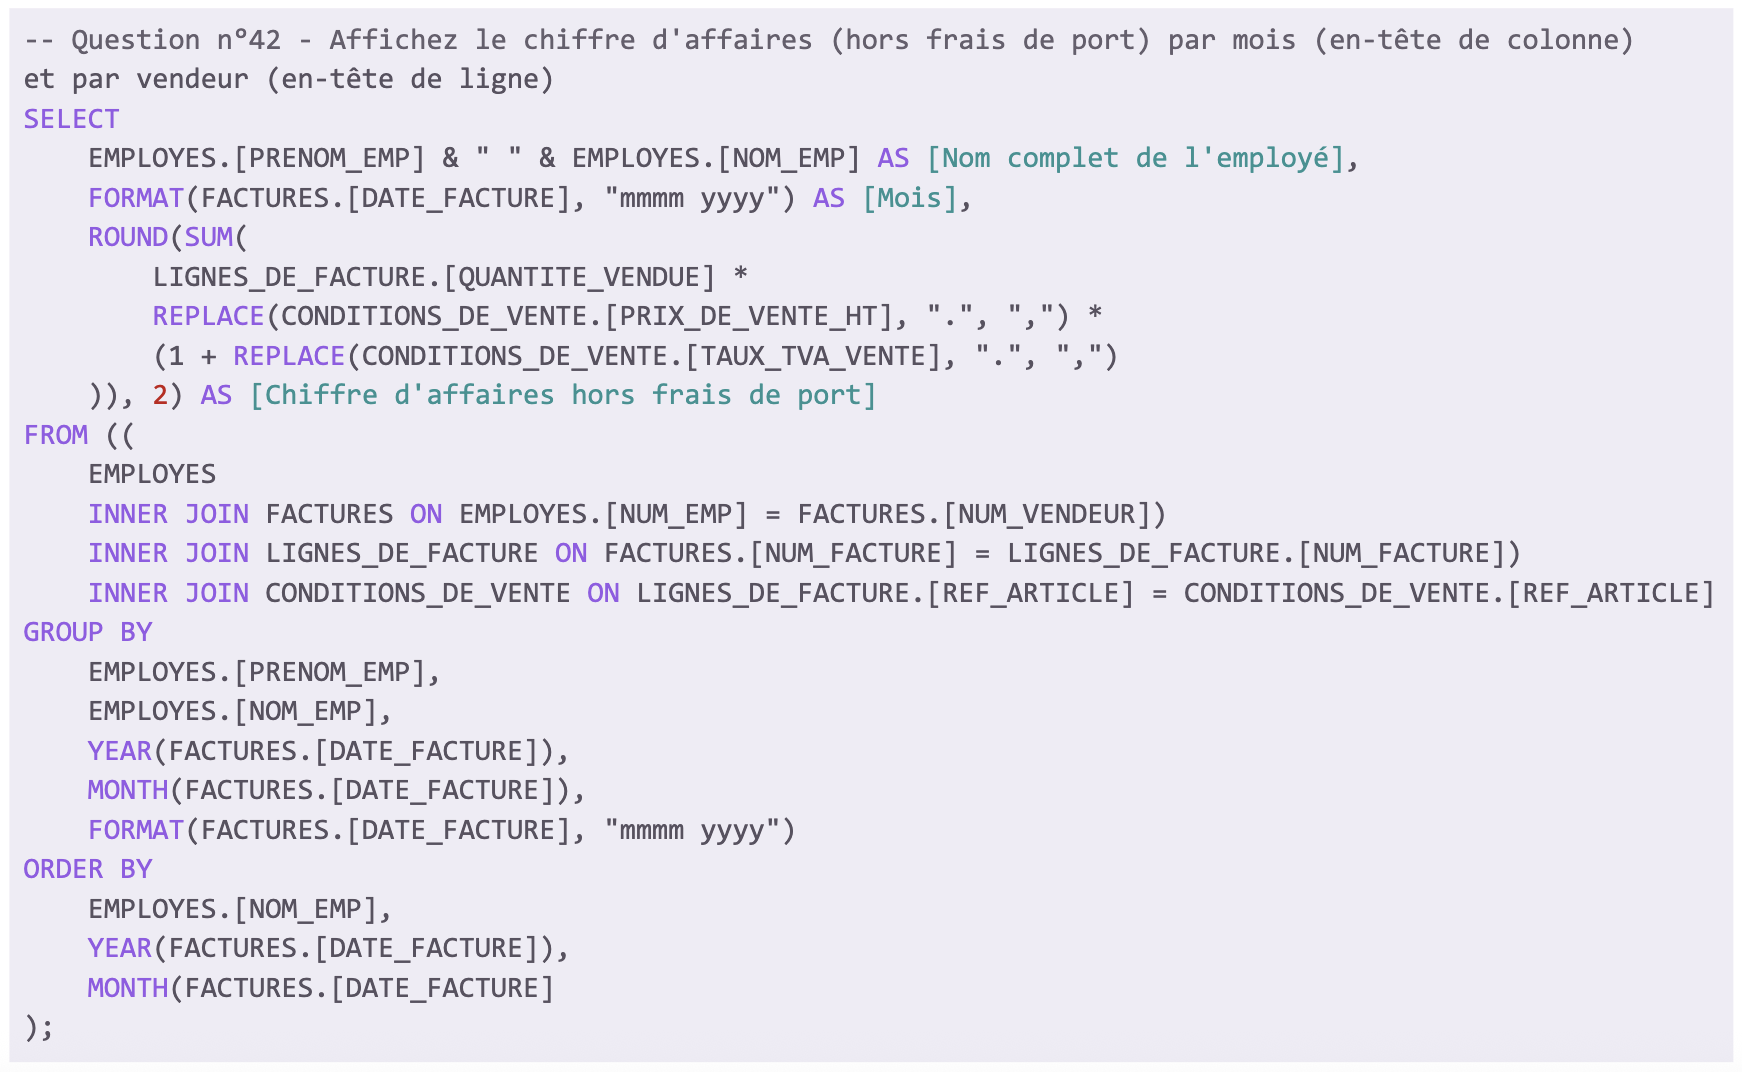 -- Question n°42 - Affichez le chiffre d'affaires (hors frais de port) par mois (en-tête de colonne)
et par vendeur (en-tête de ligne)
SELECT
    EMPLOYES.[PRENOM_EMP] & " " & EMPLOYES.[NOM_EMP] AS [Nom complet de l'employé],
    FORMAT(FACTURES.[DATE_FACTURE], "mmmm yyyy") AS [Mois],
    ROUND(SUM(
        LIGNES_DE_FACTURE.[QUANTITE_VENDUE] *
        REPLACE(CONDITIONS_DE_VENTE.[PRIX_DE_VENTE_HT], ".", ",") *
        (1 + REPLACE(CONDITIONS_DE_VENTE.[TAUX_TVA_VENTE], ".", ",")
    )), 2) AS [Chiffre d'affaires hors frais de port]
FROM ((
    EMPLOYES
    INNER JOIN FACTURES ON EMPLOYES.[NUM_EMP] = FACTURES.[NUM_VENDEUR])
    INNER JOIN LIGNES_DE_FACTURE ON FACTURES.[NUM_FACTURE] = LIGNES_DE_FACTURE.[NUM_FACTURE])
    INNER JOIN CONDITIONS_DE_VENTE ON LIGNES_DE_FACTURE.[REF_ARTICLE] = CONDITIONS_DE_VENTE.[REF_ARTICLE]
GROUP BY
    EMPLOYES.[PRENOM_EMP],
    EMPLOYES.[NOM_EMP],
    YEAR(FACTURES.[DATE_FACTURE]),
    MONTH(FACTURES.[DATE_FACTURE]),
    FORMAT(FACTURES.[DATE_FACTURE], "mmmm yyyy")
ORDER BY
    EMPLOYES.[NOM_EMP],
    YEAR(FACTURES.[DATE_FACTURE]),
    MONTH(FACTURES.[DATE_FACTURE]
);